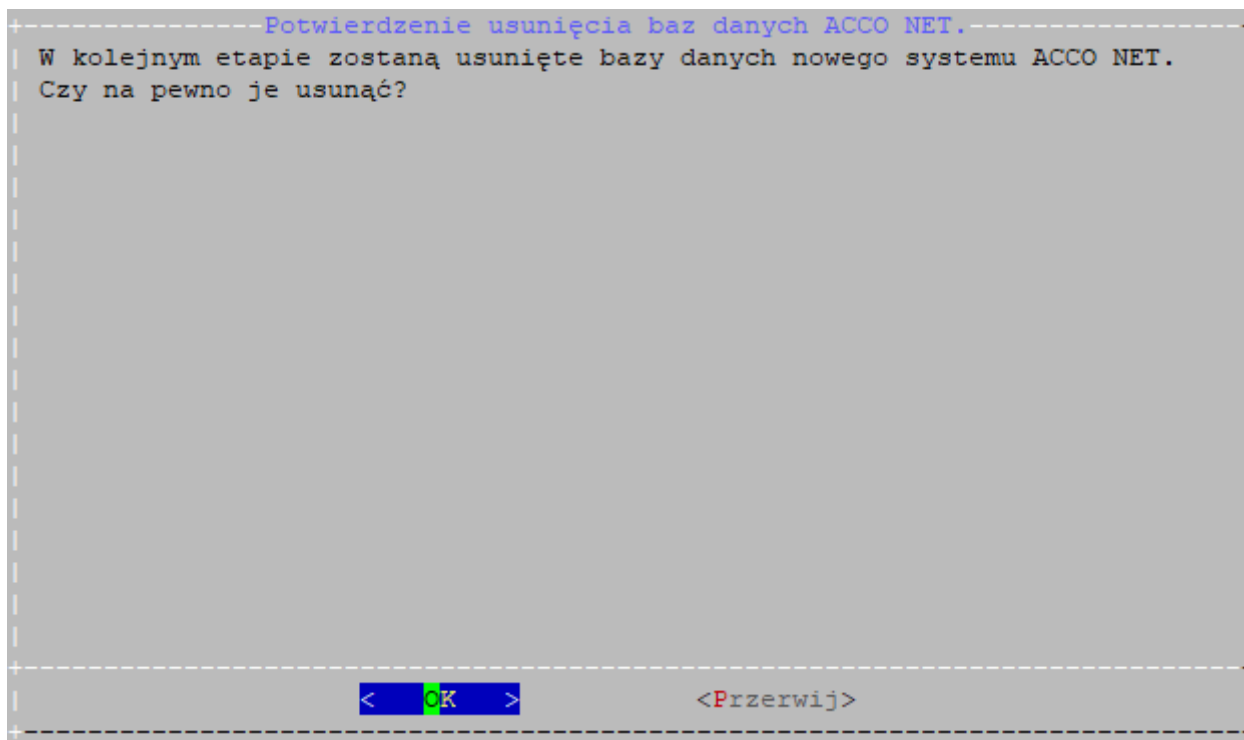 Potwierdzenie usunięcia baz danych ACCO NET.
W kolejnym etapie zostaną usunięte bazy danych nowego systemu ACCO NET.
Czy na pewno je usunąć?
< OK > <Przerwij>